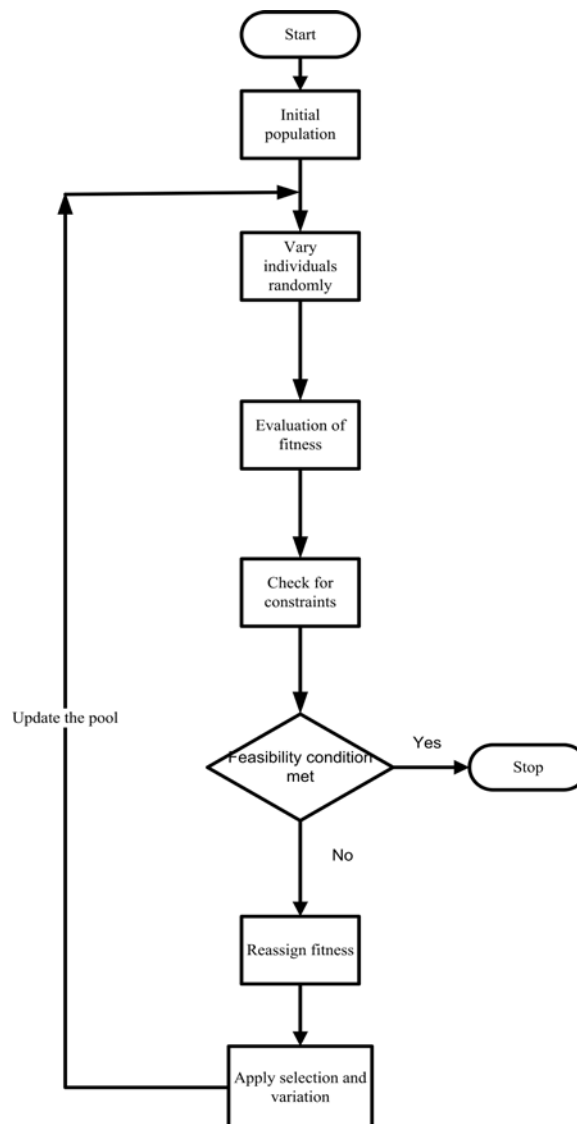 Start
Initial
population
Vary
individuals
randomly
Evaluation of
fitness
Check for
constraints
Update the pool
Feasibility condition
met
Yes
Stop
No
Reassign fitness
Apply selection and
variation